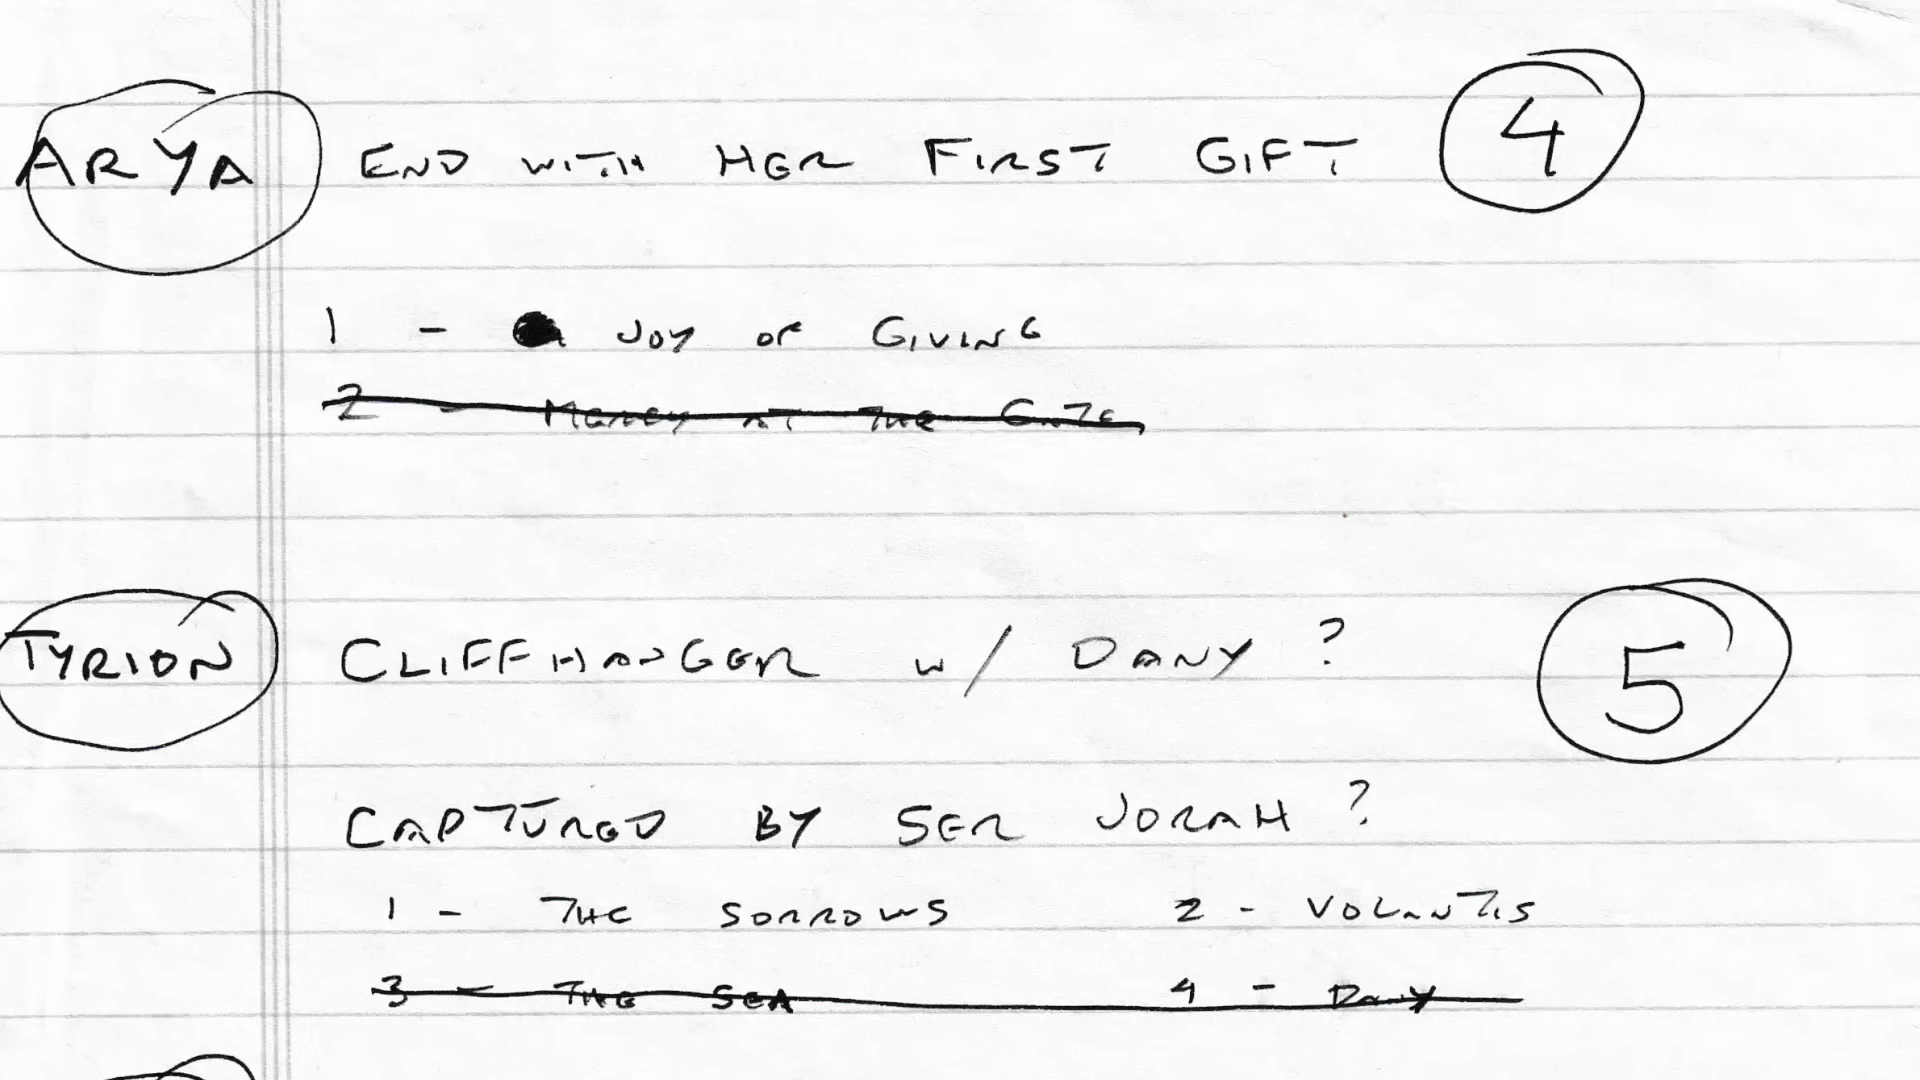 ARYA END WITH HER FIRST GIFT 4
1 - JOY OF GIVING
2 - MERCY AT THE GATE
TYRION CLIFFHANGER w/ DANY ? 5
CAPTURED BY SER JORAH ?
1 - THE SORROWS 2 - VOLANTIS
3 - THE SEA 4 - DANY